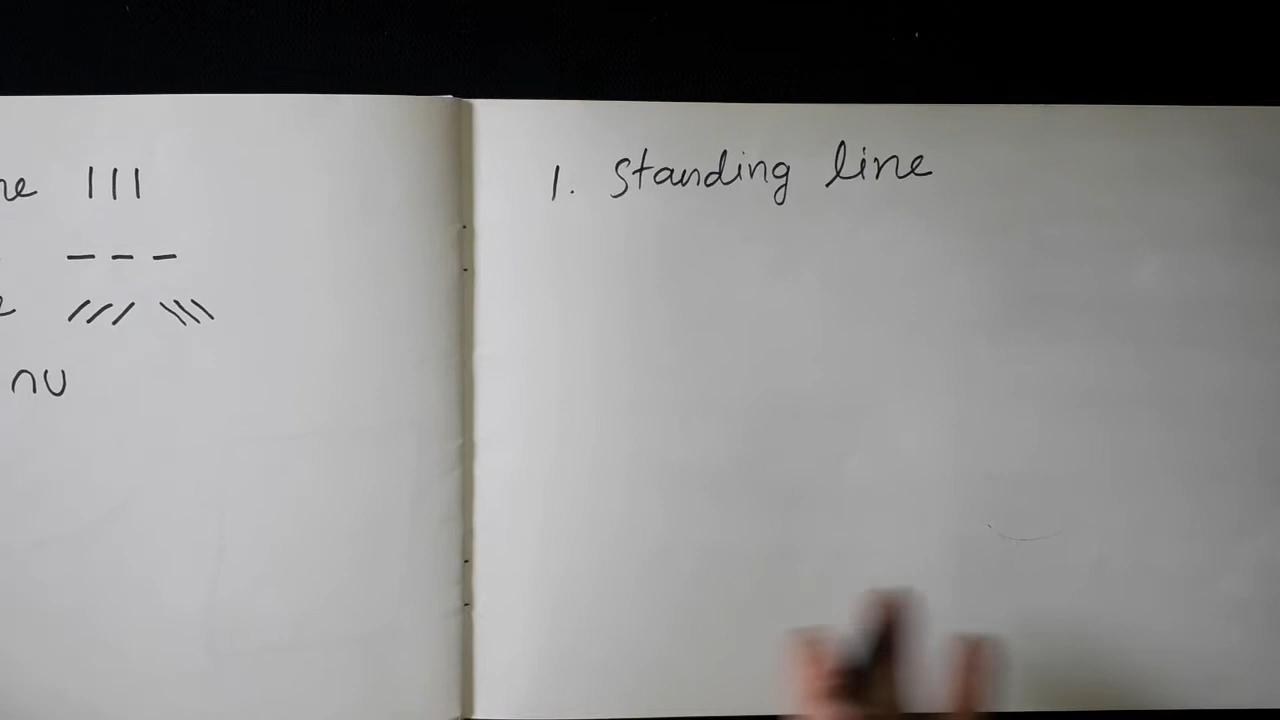 | | |
— — —
/ / / \ \ \
∩∪
1. Standing line